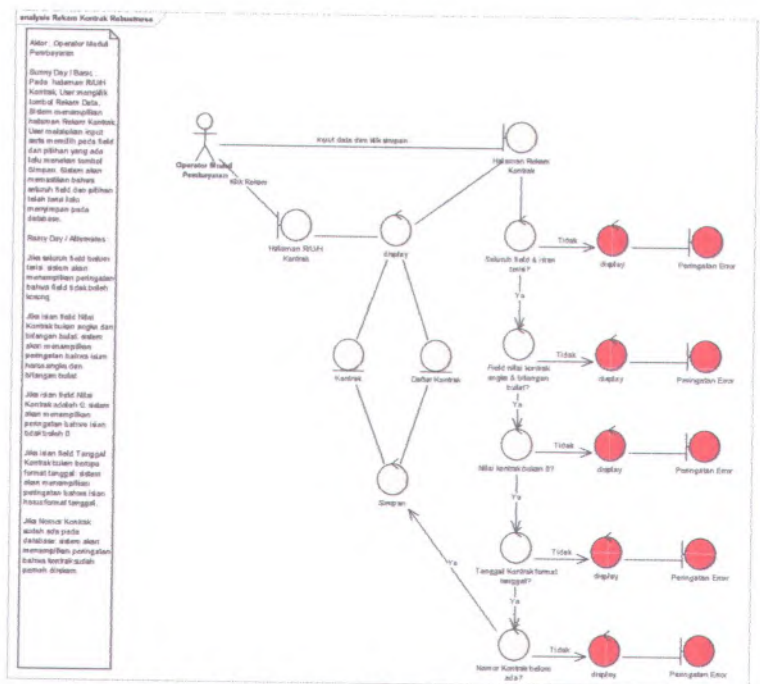 analysis Rekam Kontrak Robustness
Aktor : Operator Modul
Pembayaran
Sunny Day / Basic :
Pada halaman R/U/H
Kontrak, User mengklik
tombol Rekam Data.
Sistem menampilkan
halaman Rekam Kontrak.
User melakukan input
serta memilih pada field
dan pilihan yang ada
lalu menekan tombol
Simpan. Sistem akan
memastikan bahwa
seluruh field dan pilihan
telah terisi lalu
menyimpan pada
database.
Rainy Day / Alternates :
Jika seluruh field belum
terisi, sistem akan
menampilkan peringatan
bahwa field tidak boleh
kosong.
Jika isian field Nilai
Kontrak bukan angka dan
bilangan bulat, sistem
akan menampilkan
peringatan bahwa isian
harus angka dan
bilangan bulat.
Jika isian field Nilai
Kontrak adalah 0, sistem
akan menampilkan
peringatan bahwa isian
tidak boleh 0.
Jika isian field Tanggal
Kontrak bukan berupa
format tanggal, sistem
akan menampilkan
peringatan bahwa isian
harus format tanggal.
Jika Nomor Kontrak
sudah ada pada
database, sistem akan
menampilkan peringatan
bahwa kontrak sudah
pernah direkam.
Operator Modul
Pembayaran
input data dan klik simpan
Halaman Rekam
Kontrak
Klik Rekam
Halaman R/U/H
Kontrak
display
Kontrak
Daftar Kontrak
Simpan
Seluruh field & isian
terisi?
Tidak
display
Peringatan Error
Ya
Field nilai kontrak
angka & bilangan
bulat?
Tidak
display
Peringatan Error
Ya
Nilai kontrak bukan 0?
Tidak
display
Peringatan Error
Ya
Tanggal Kontrak format
tanggal?
Tidak
display
Peringatan Error
Ya
Nomor Kontrak belum
ada?
Tidak
display
Peringatan Error
Ya